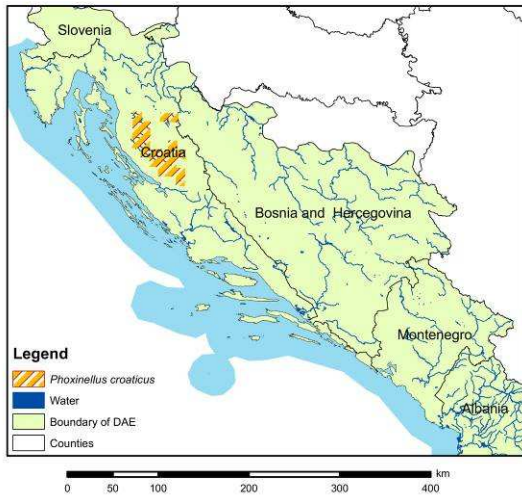 Slovenia
Croatia
Bosnia and Hercegovina
Montenegro
Albania
Legend
Phoxinellus croaticus
Water
Boundary of DAE
Counties
km
0 50 100 200 300 400